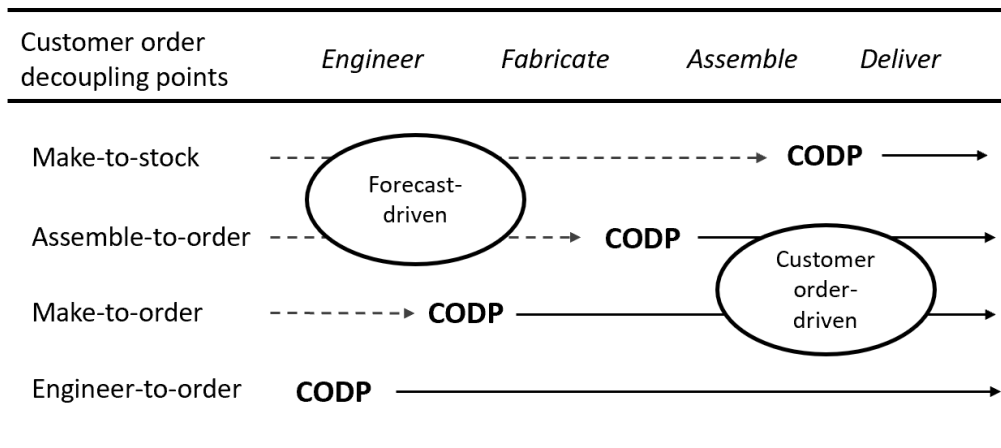 Customer order
decoupling points
Engineer Fabricate Assemble Deliver
Make-to-stock CODP
Forecast-
driven
Assemble-to-order CODP
Customer
order-
driven
Make-to-order CODP
Engineer-to-order CODP